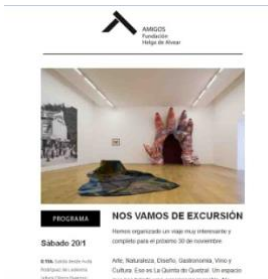 AMIGOS
Fundación
Helga de Alvear
PROGRAMA
Sábado 20/1
NOS VAMOS DE EXCURSIÓN
Hemos organizado un viaje muy interesante y
completo para el próximo 30 de noviembre.
Arte, Naturaleza, Diseño, Gastronomía, Vino y
Cultura. Eso es La Quinta do Quetzal. Un espacio